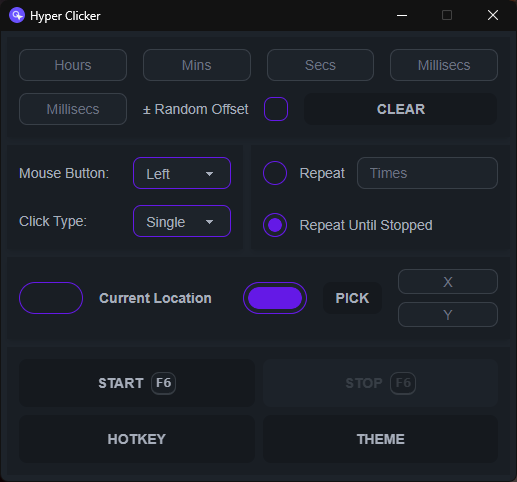 Hyper Clicker
Hours Mins Secs Millisecs
Millisecs ± Random Offset CLEAR
Mouse Button: Left
Click Type: Single
Repeat Times
Repeat Until Stopped
Current Location PICK X
Y
START F6 STOP F6
HOTKEY THEME